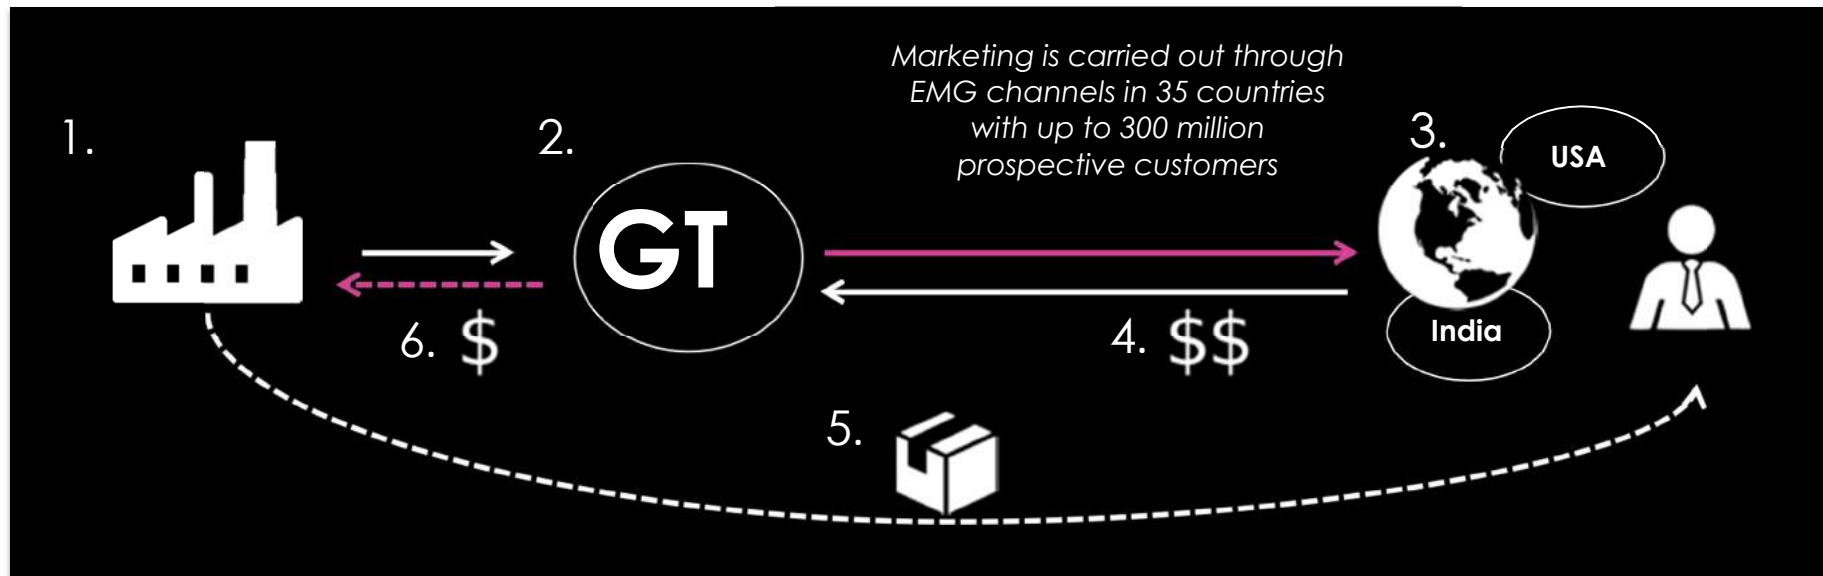 Marketing is carried out through
EMG channels in 35 countries
with up to 300 million
prospective customers
1.
2.
3.
USA
GT
India
6. $
4. $$
5.